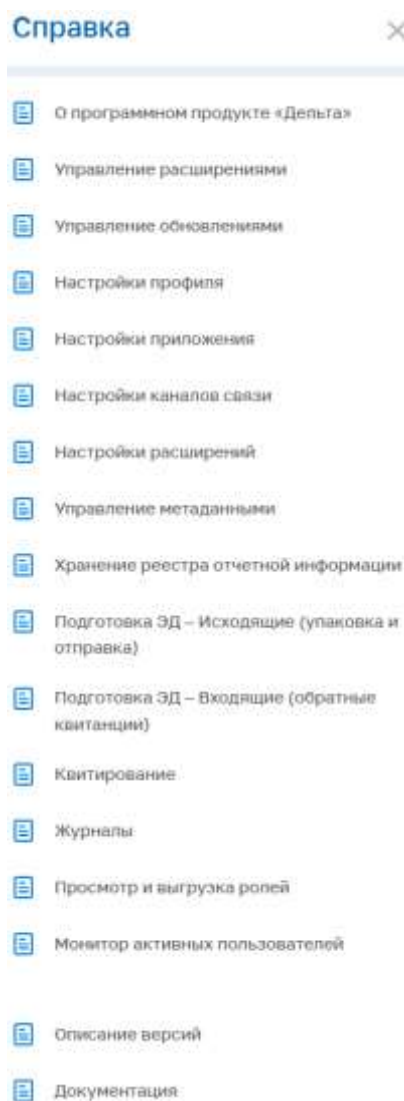 Справка
О программном продукте «Дельта»
Управление расширениями
Управление обновлениями
Настройки профиля
Настройки приложения
Настройки каналов связи
Настройки расширений
Управление метаданными
Хранение реестра отчетной информации
Подготовка ЭД – Исходящие (упаковка и
отправка)
Подготовка ЭД – Входящие (обратные
квитанции)
Квитирование
Журналы
Просмотр и выгрузка ролей
Монитор активных пользователей
Описание версий
Документация